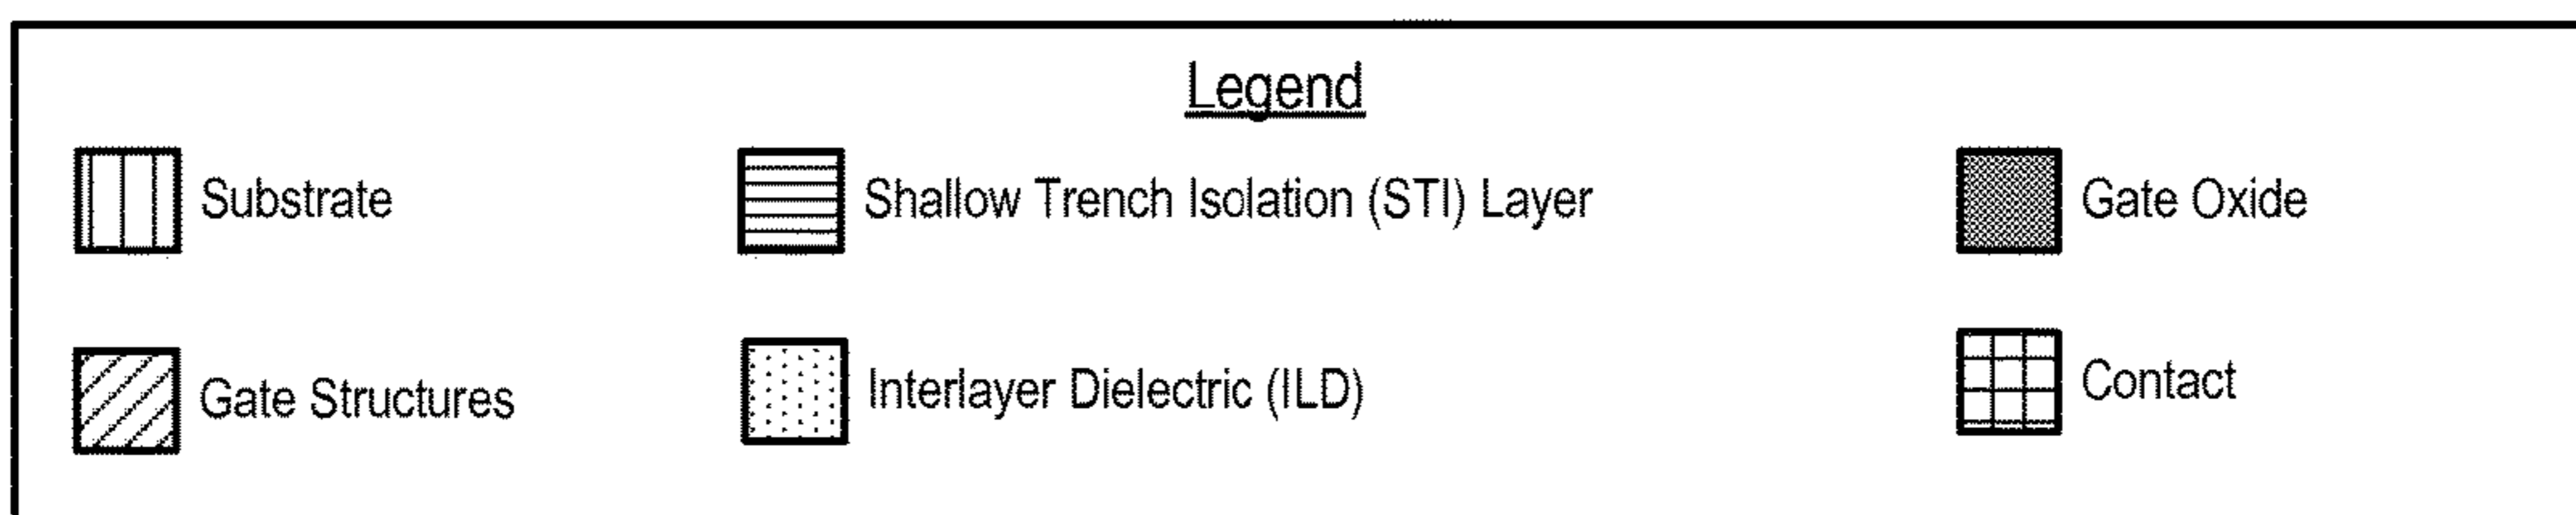 Legend
Substrate
Shallow Trench Isolation (STI) Layer
Gate Oxide
Gate Structures
Interlayer Dielectric (ILD)
Contact